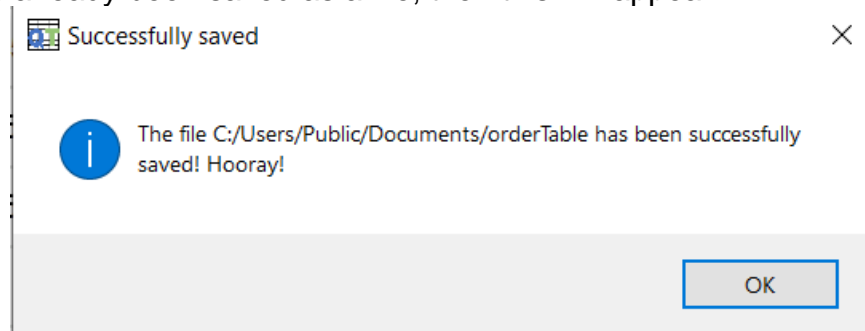 Successfully saved
The file C:/Users/Public/Documents/orderTable has been successfully
saved! Hooray!
OK